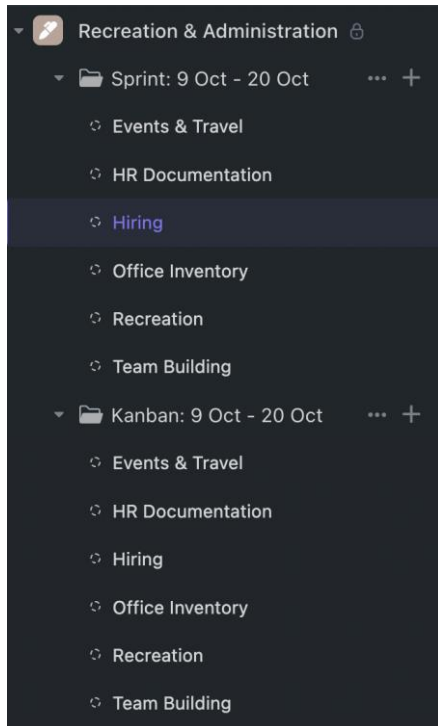 Recreation & Administration
Sprint: 9 Oct - 20 Oct
Events & Travel
HR Documentation
Hiring
Office Inventory
Recreation
Team Building
Kanban: 9 Oct - 20 Oct
Events & Travel
HR Documentation
Hiring
Office Inventory
Recreation
Team Building